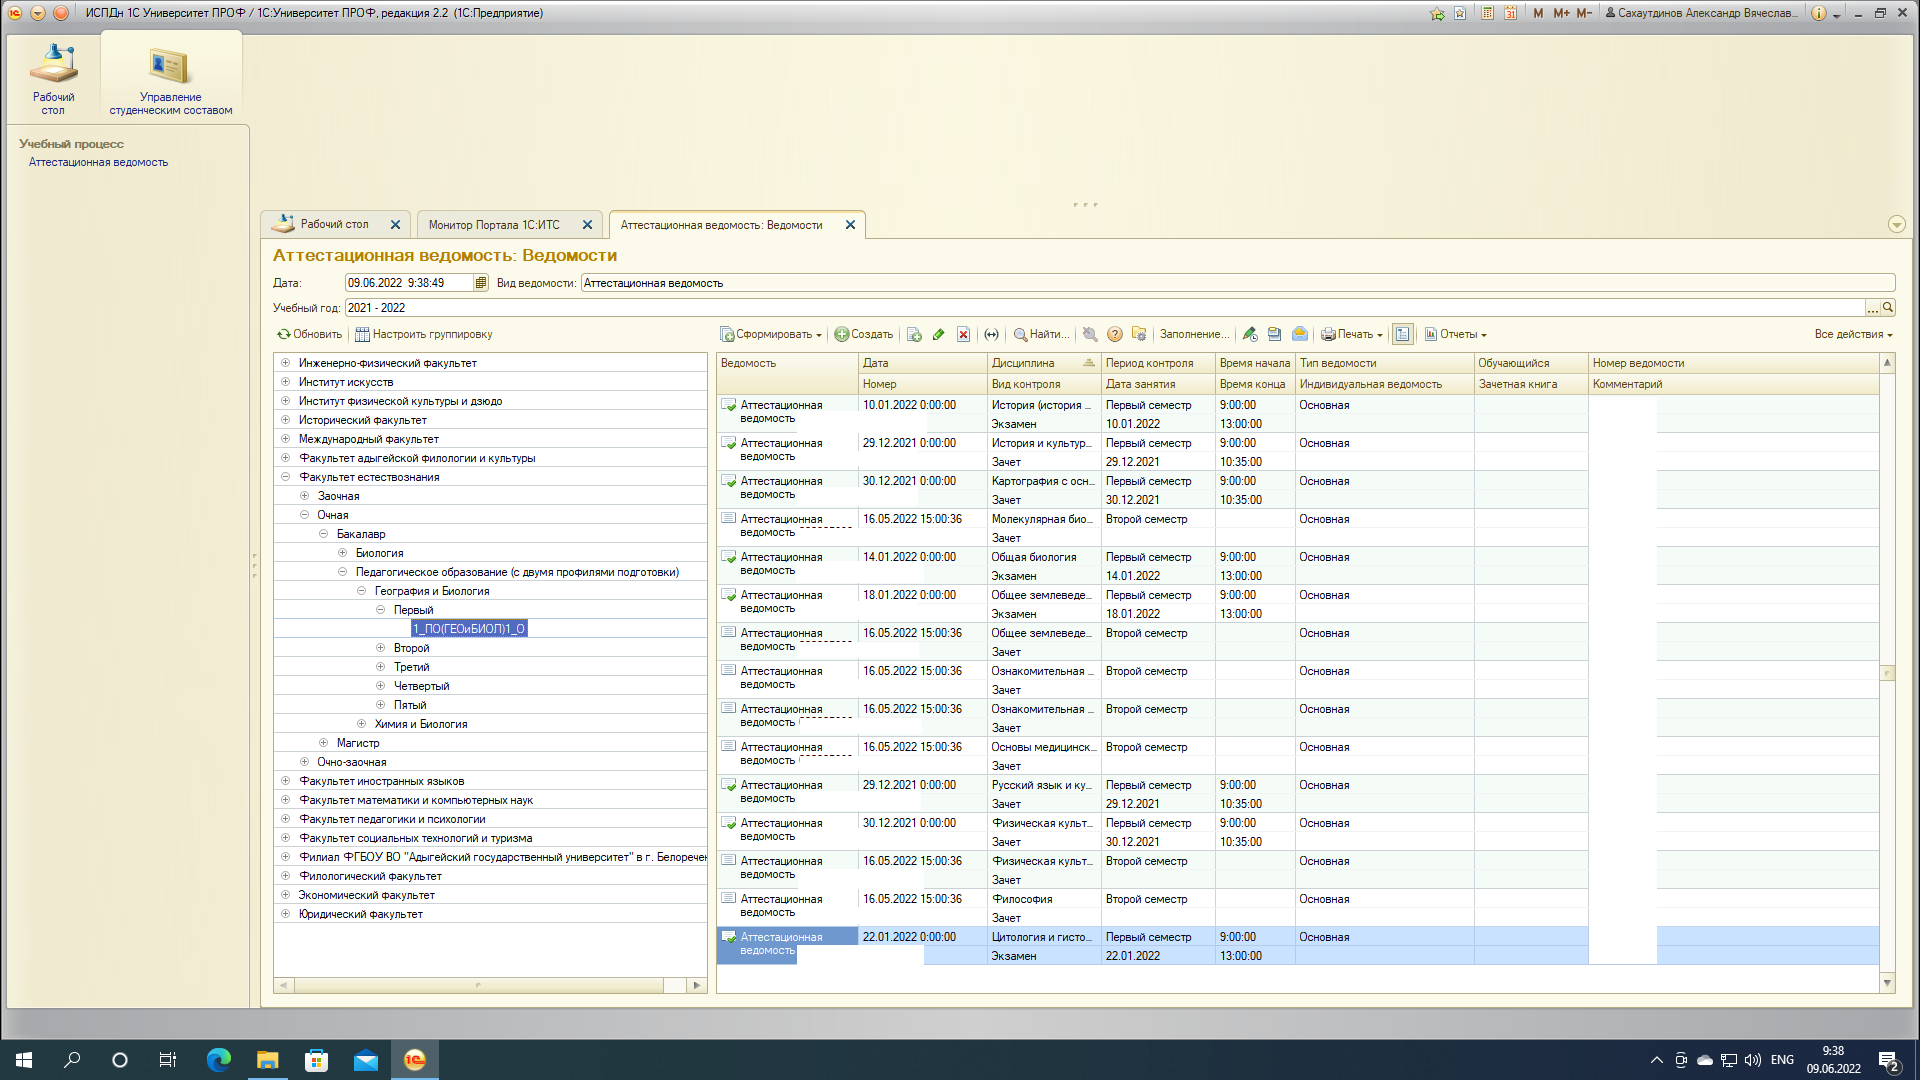 ИСПДн 1С Университет ПРОФ / 1С:Университет ПРОФ, редакция 2.2 (1С:Предприятие)
M M+ M-
Сахаутдинов Александр Вячеслав...
Рабочий
стол
Управление
студенческим составом
Учебный процесс
Аттестационная ведомость
Рабочий стол
Монитор Портала 1С:ИТС
Аттестационная ведомость: Ведомости
Аттестационная ведомость: Ведомости
Дата: 09.06.2022 9:38:49 Вид ведомости: Аттестационная ведомость
Учебный год: 2021 - 2022 ...
Обновить Настроить группировку
Сформировать Создать Найти... Заполнение... Печать Отчеты Все действия
Инженерно-физический факультет
Институт искусств
Институт физической культуры и дзюдо
Исторический факультет
Международный факультет
Факультет адыгейской филологии и культуры
Факультет естествознания
Заочная
Очная
Бакалавр
Биология
Педагогическое образование (с двумя профилями подготовки)
География и Биология
Первый
1_ПО(ГЕОиБИОЛ)1_О
Второй
Третий
Четвертый
Пятый
Химия и Биология
Магистр
Очно-заочная
Факультет иностранных языков
Факультет математики и компьютерных наук
Факультет педагогики и психологии
Факультет социальных технологий и туризма
Филиал ФГБОУ ВО "Адыгейский государственный университет" в г. Белоречен
Филологический факультет
Экономический факультет
Юридический факультет
Ведомость Дата Дисциплина Период контроля Время начала Тип ведомости Обучающийся Номер ведомости
Номер Вид контроля Дата занятия Время конца Индивидуальная ведомость Зачетная книга Комментарий
Аттестационная 10.01.2022 0:00:00 История (история ... Первый семестр 9:00:00 Основная
ведомость Экзамен 10.01.2022 13:00:00
Аттестационная 29.12.2021 0:00:00 История и культур... Первый семестр 9:00:00 Основная
ведомость Зачет 29.12.2021 10:35:00
Аттестационная 30.12.2021 0:00:00 Картография с осн... Первый семестр 9:00:00 Основная
ведомость Зачет 30.12.2021 10:35:00
Аттестационная 16.05.2022 15:00:36 Молекулярная био... Второй семестр Основная
ведомость Зачет
Аттестационная 14.01.2022 0:00:00 Общая биология Первый семестр 9:00:00 Основная
ведомость Экзамен 14.01.2022 13:00:00
Аттестационная 18.01.2022 0:00:00 Общее землеведе... Первый семестр 9:00:00 Основная
ведомость Экзамен 18.01.2022 13:00:00
Аттестационная 16.05.2022 15:00:36 Общее землеведе... Второй семестр Основная
ведомость Зачет
Аттестационная 16.05.2022 15:00:36 Ознакомительная ... Второй семестр Основная
ведомость Зачет
Аттестационная 16.05.2022 15:00:36 Ознакомительная ... Второй семестр Основная
ведомость Зачет
Аттестационная 16.05.2022 15:00:36 Основы медицинск... Второй семестр Основная
ведомость Зачет
Аттестационная 29.12.2021 0:00:00 Русский язык и ку... Первый семестр 9:00:00 Основная
ведомость Зачет 29.12.2021 10:35:00
Аттестационная 30.12.2021 0:00:00 Физическая культ... Первый семестр 9:00:00 Основная
ведомость Зачет 30.12.2021 10:35:00
Аттестационная 16.05.2022 15:00:36 Физическая культ... Второй семестр Основная
ведомость Зачет
Аттестационная 16.05.2022 15:00:36 Философия Второй семестр Основная
ведомость Зачет
Аттестационная 22.01.2022 0:00:00 Цитология и гисто... Первый семестр 9:00:00 Основная
ведомость Экзамен 22.01.2022 13:00:00
ENG
9:38
09.06.2022
2